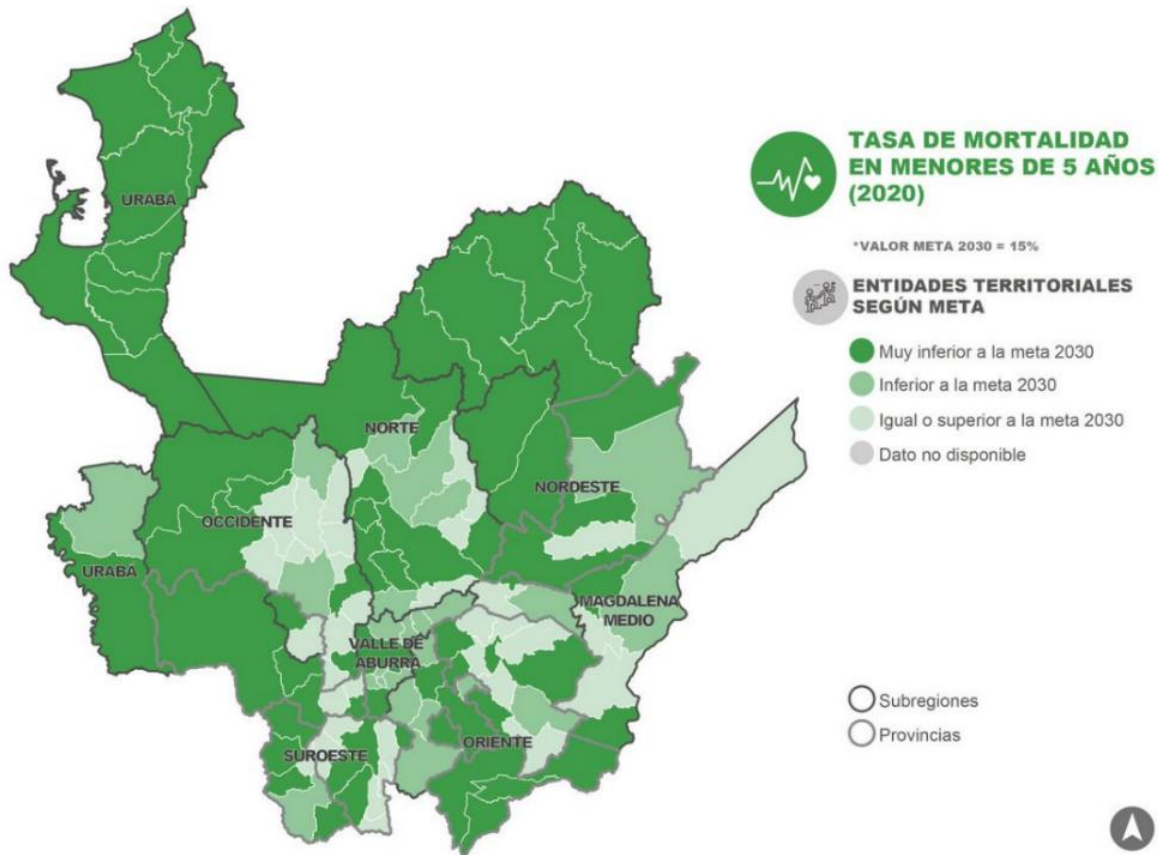 TASA DE MORTALIDAD
EN MENORES DE 5 AÑOS
(2020)
*VALOR META 2030 = 15%
ENTIDADES TERRITORIALES
SEGÚN META
Muy inferior a la meta 2030
Inferior a la meta 2030
Igual o superior a la meta 2030
Dato no disponible
URABÁ
NORTE
NORDESTE
OCCIDENTE
URABÁ
MAGDALENA
MEDIO
VALLE DE
ABURRA
SUROESTE
ORIENTE
Subregiones
Provincias